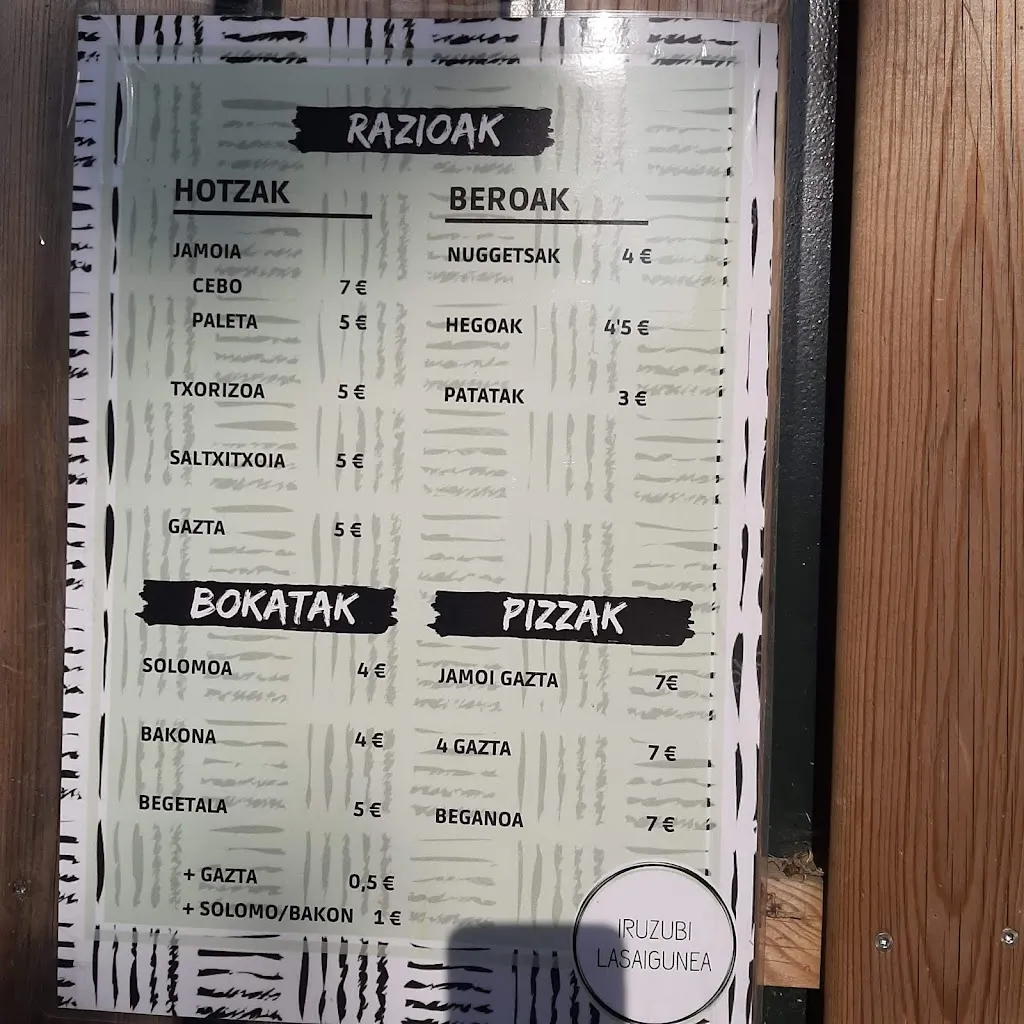 RAZIOAK
HOTZAK
JAMOIA
CEBO 7 €
PALETA 5 €
TXORIZOA 5 €
SALTXITXOIA 5 €
GAZTA 5 €
BEROAK
NUGGETSAK 4 €
HEGOAK 4'5 €
PATATAK 3 €
BOKATAK
SOLOMOA 4 €
BAKONA 4 €
BEGETALA 5 €
+ GAZTA 0,5 €
+ SOLOMO/BAKON 1 €
PIZZAK
JAMOI GAZTA 7€
4 GAZTA 7 €
BEGANOA 7 €
IRUZUBI
LASAIGUNEA